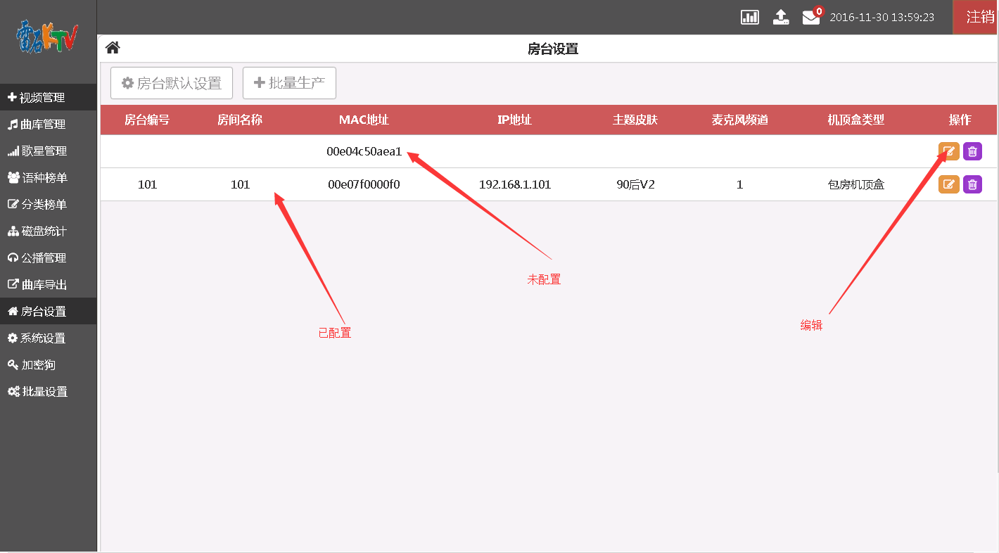 雷石KTV
0 2016-11-30 13:59:23 注销
房台设置
房台默认设置 批量生产
视频管理
曲库管理
歌星管理
语种榜单
分类榜单
磁盘统计
公播管理
曲库导出
房台设置
系统设置
加密狗
批量设置
房台编号 房间名称 MAC地址 IP地址 主题皮肤 麦克风频道 机顶盒类型 操作
00e04c50aea1
101 101 00e07f0000f0 192.168.1.101 90后V2 1 包房机顶盒
未配置
已配置
编辑